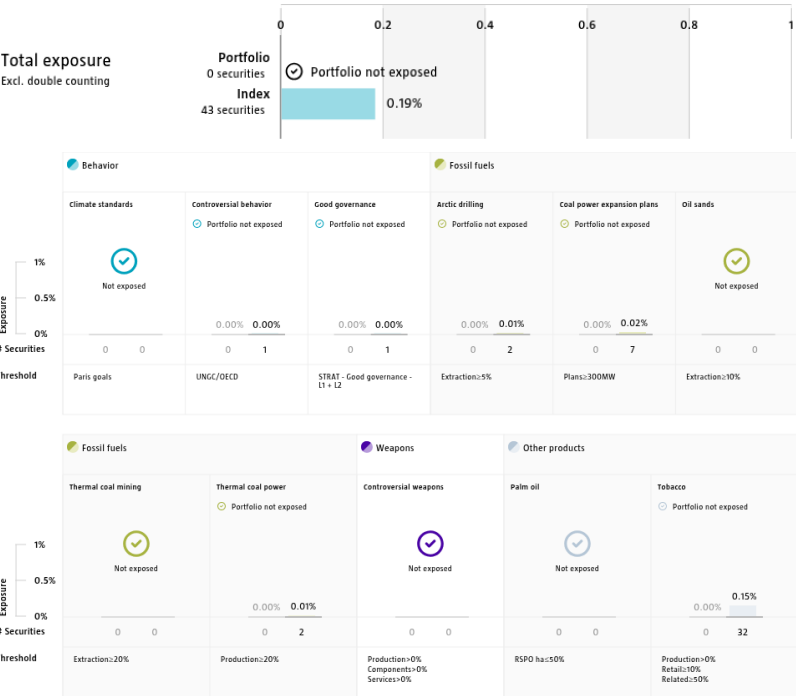 0 0.2 0.4 0.6 0.8 1
Total exposure
Excl. double counting
Portfolio
0 securities
Portfolio not exposed
Index
43 securities
0.19%
Behavior
Fossil fuels
Climate standards
Controversial behavior
Good governance
Arctic drilling
Coal power expansion plans
Oil sands
Portfolio not exposed
Portfolio not exposed
Portfolio not exposed
Portfolio not exposed
Not exposed
Not exposed
Exposure
1%
0.5%
0%
0.00% 0.00%
0.00% 0.00%
0.00% 0.01%
0.00% 0.02%
# Securities
0 0
0 1
0 1
0 2
0 7
0 0
hreshold
Paris goals
UNGC/OECD
STRAT - Good governance -
L1 + L2
Extraction≥5%
Plans≥300MW
Extraction≥10%
Fossil fuels
Weapons
Other products
Thermal coal mining
Thermal coal power
Controversial weapons
Palm oil
Tobacco
Portfolio not exposed
Portfolio not exposed
Not exposed
Not exposed
Not exposed
Exposure
1%
0.5%
0%
0.00% 0.01%
0.00% 0.15%
# Securities
0 0
0 2
0 0
0 0
0 32
hreshold
Extraction≥20%
Production≥20%
Production>0%
Components>0%
Services>0%
RSPO ha≤50%
Production>0%
Retail≥10%
Related≥50%